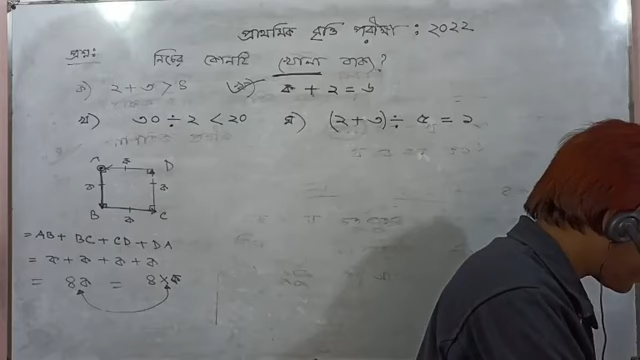 প্রাথমিক বৃত্তি পরীক্ষা : ২০২২
প্রশ্ন: নিচের কোনটি খোলা বাক্য?
ক) ২ + ৩ > ৪ ক + ২ = ৬
খ) ৩০ ÷ ২ < ২০ (২ + ৩) ÷ ৫ = ২
A ক D
ক ক
B ক C
= AB + BC + CD + DA
= ক + ক + ক + ক
= ৪ক = ৪ × ক